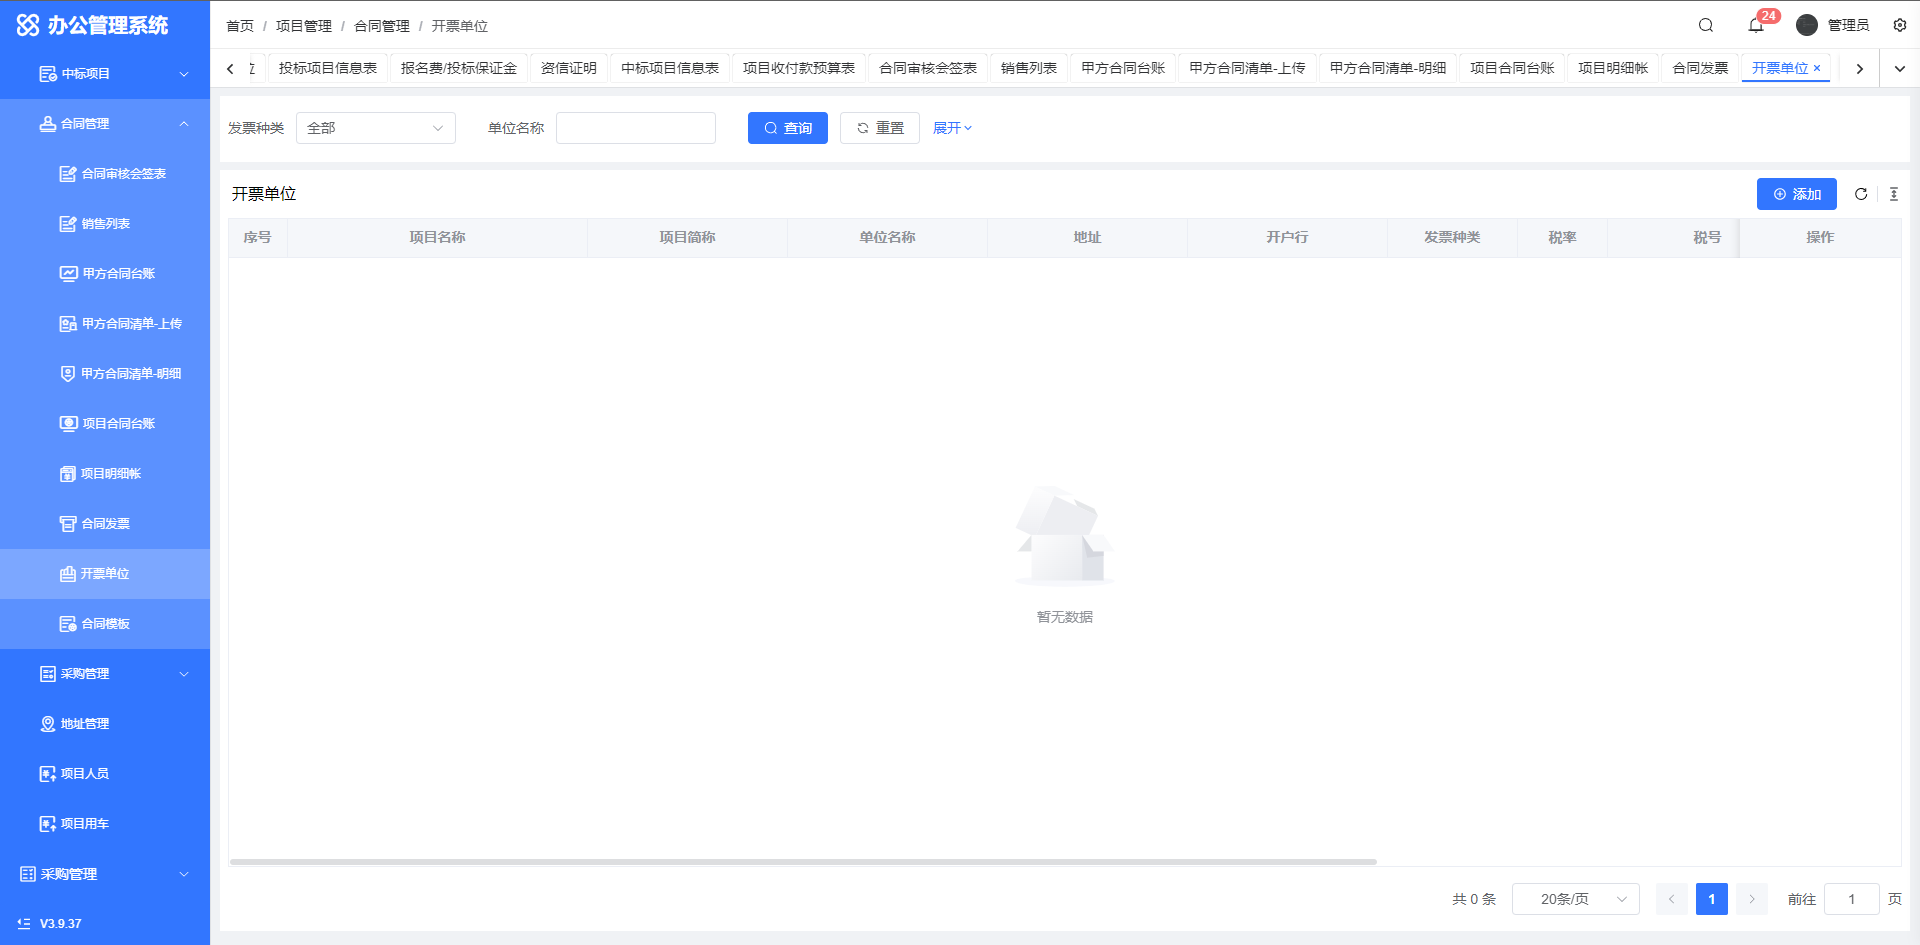 办公管理系统
首页 / 项目管理 / 合同管理 / 开票单位
24
管理员
投标项目信息表 报名费/投标保证金 资信证明 中标项目信息表 项目收付款预算表 合同审核会签表 销售列表 甲方合同台账 甲方合同清单-上传 甲方合同清单-明细 项目合同台账 项目明细帐 合同发票 开票单位 ×
中标项目
合同管理
合同审核会签表
销售列表
甲方合同台账
甲方合同清单-上传
甲方合同清单-明细
项目合同台账
项目明细帐
合同发票
开票单位
合同模板
采购管理
地址管理
项目人员
项目用车
采购管理
V3.9.37
发票种类 全部 单位名称 查询 重置 展开
开票单位
添加
序号 项目名称 项目简称 单位名称 地址 开户行 发票种类 税率 税号 操作
暂无数据
共 0 条 20条/页 1 前往 1 页